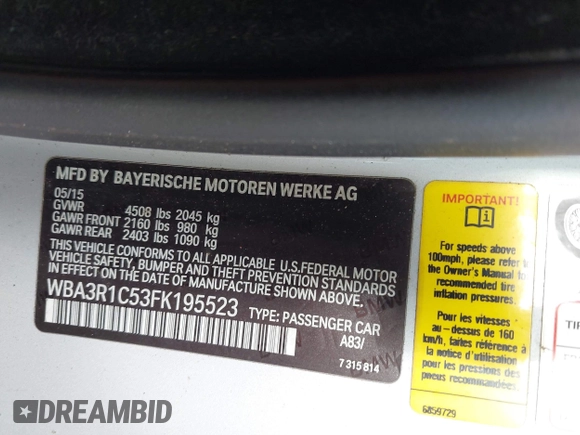 MFD BY BAYERISCHE MOTOREN WERKE AG
05/15
GVWR 4508 lbs 2045 kg
GAWR FRONT 2160 lbs 980 kg
GAWR REAR 2403 lbs 1090 kg
THIS VEHICLE CONFORMS TO ALL APPLICABLE U.S.FEDERAL MOTOR
VEHICLE SAFETY, BUMPER AND THEFT PREVENTION STANDARDS
IN EFFECT ON THE DATE OF MANUFACTURE SHOWN ABOVE.
WBA3R1C53FK195523
TYPE: PASSENGER CAR
A83/
7315814
IMPORTANT!
For speeds above
100mph, please refer to
the Owner's Manual for
recommended tire
inflation pressures.
Pour les vitesses
au-dessus de 160
km/h, faites référence à
la notice d'utilisation
pour les pressions des
pneus recommandées.
6859729
TIR
DREAMBID